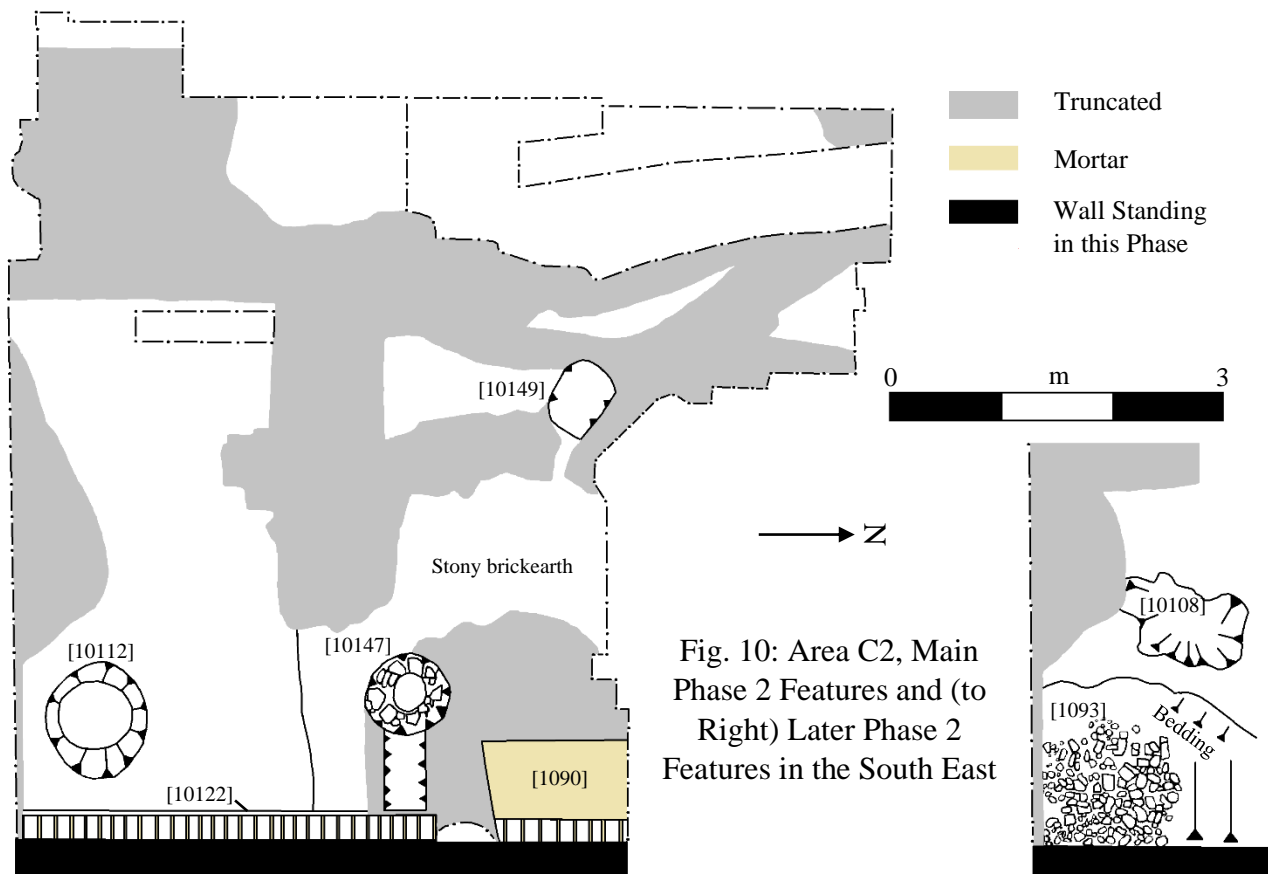 Truncated
Mortar
Wall Standing
in this Phase
0 m 3
[10149]
N
Stony brickearth
[10108]
[10112]
[10147]
Fig. 10: Area C2, Main
Phase 2 Features and (to
Right) Later Phase 2
Features in the South East
[1093]
Bedding
[1090]
[10122]